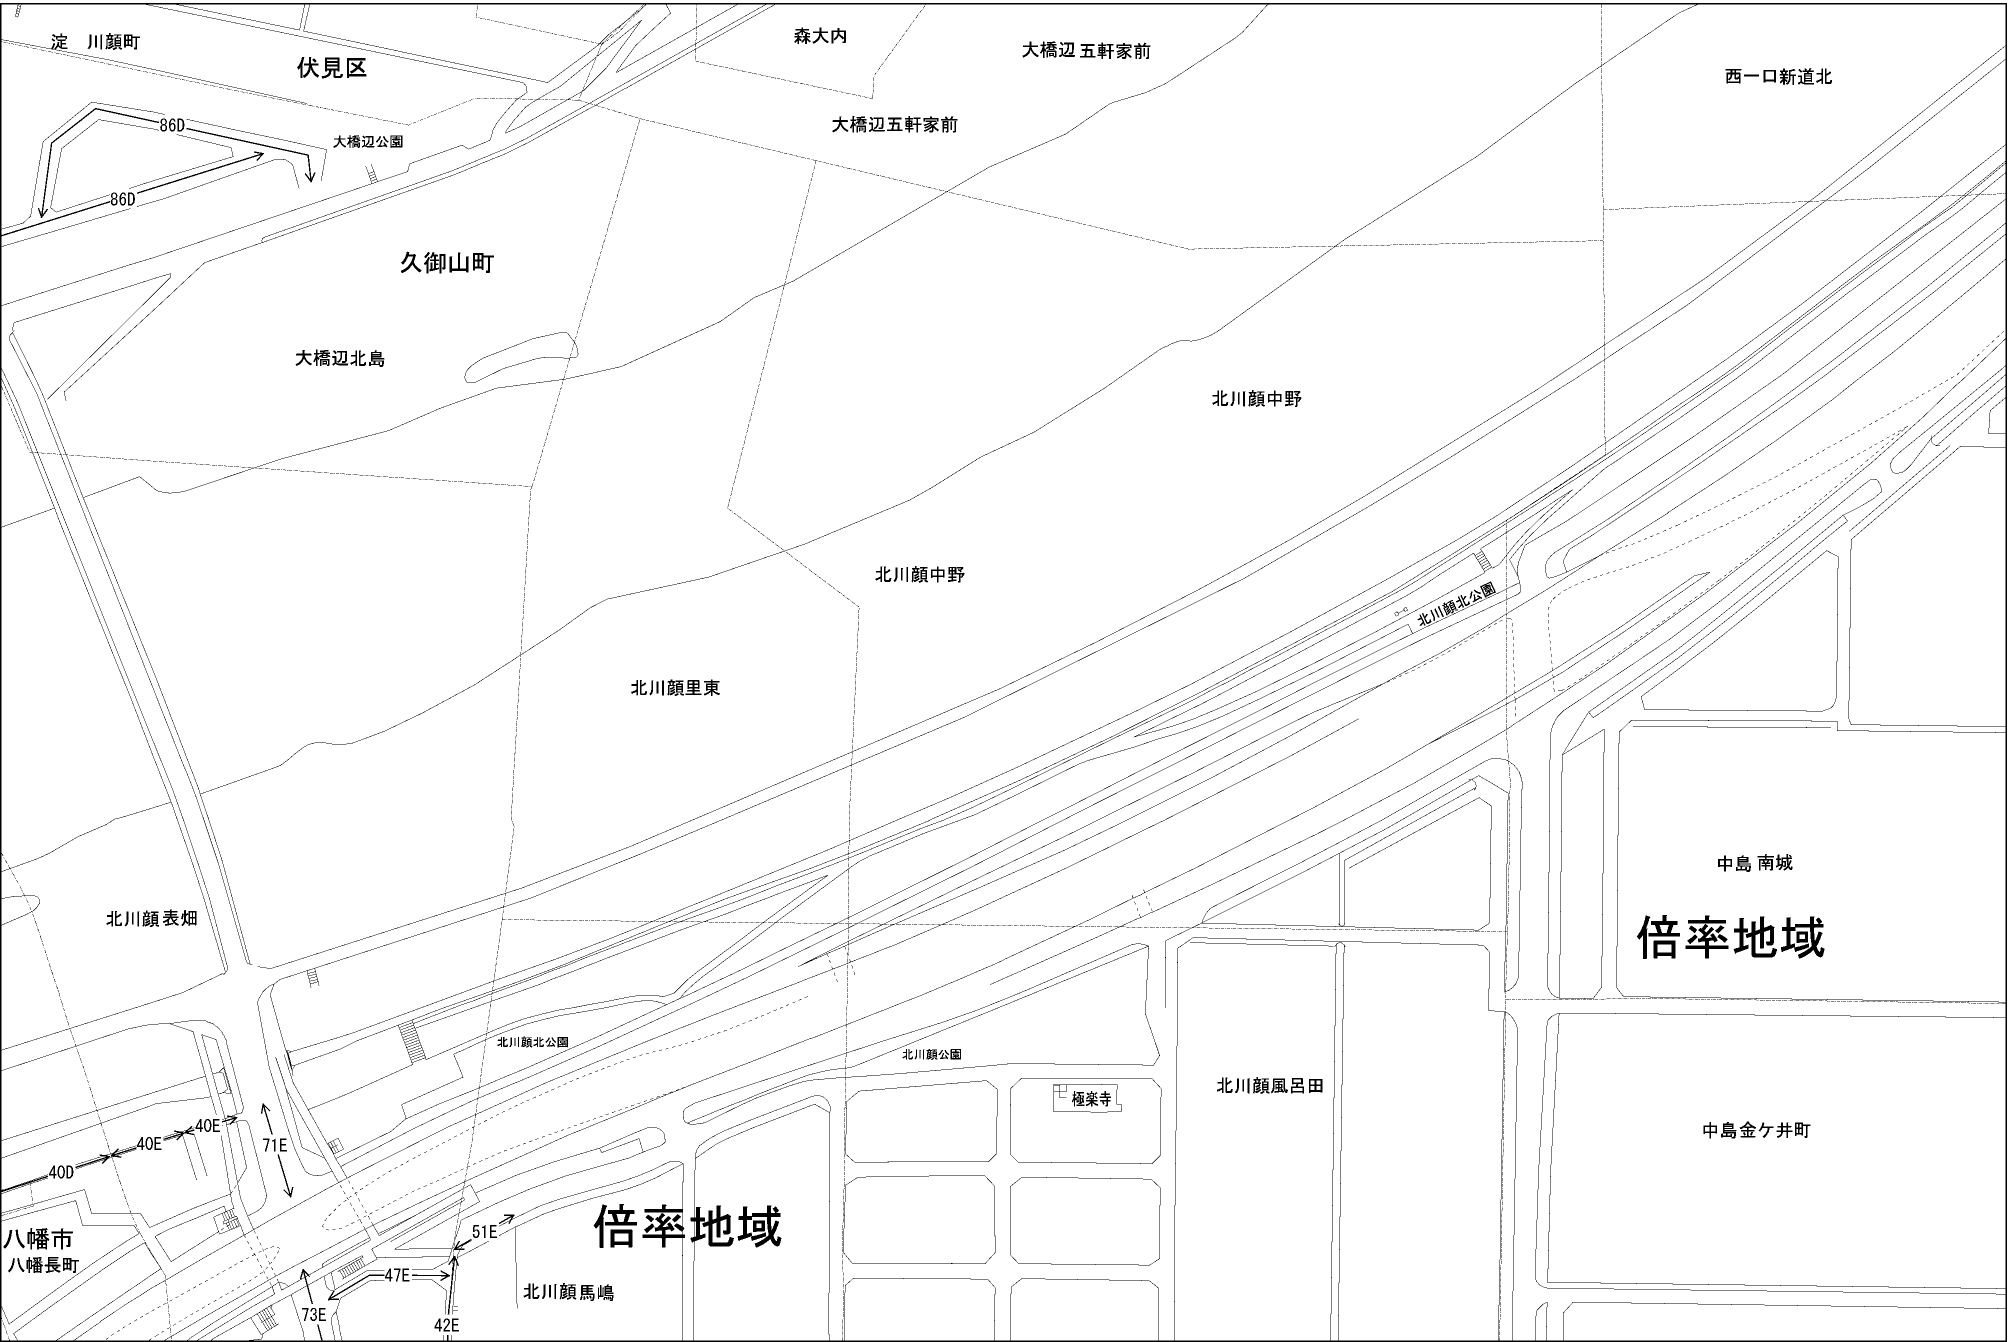 淀 川顔町
伏見区
森大内
大橋辺 五軒家前
西一口新道北
86D
大橋辺公園
大橋辺五軒家前
86D
久御山町
大橋辺北島
北川顔中野
北川顔中野
北川顔北公園
北川顔里東
中島 南城
倍率地域
北川顔 表畑
北川顔北公園
北川顔公園
北川顔風呂田
極楽寺
中島金ケ井町
40E
40E
71E
40D
倍率地域
八幡市
八幡長町
51E
47E
北川顔馬嶋
73E
42E